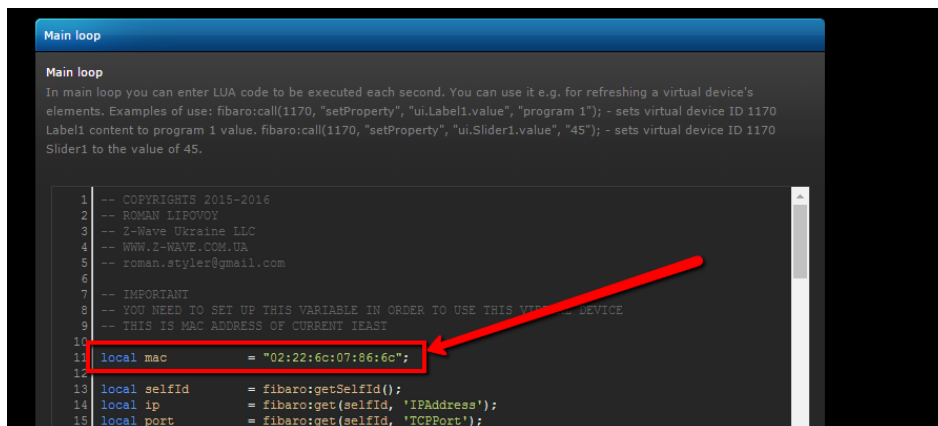 Main loop
Main loop
In main loop you can enter LUA code to be executed each second. You can use it e.g. for refreshing a virtual device's
elements. Examples of use: fibaro:call(1170, "setProperty", "ui.Label1.value", "program 1"); - sets virtual device ID 1170
Label1 content to program 1 value. fibaro:call(1170, "setProperty", "ui.Slider1.value", "45"); - sets virtual device ID 1170
Slider1 to the value of 45.
1 -- COPYRIGHTS 2015-2016
2 -- ROMAN LIPOVOY
3 -- Z-Wave Ukraine LLC
4 -- WWW.Z-WAVE.COM.UA
5 -- roman.styler@gmail.com
6
7 -- IMPORTANT
8 -- YOU NEED TO SET UP THIS VARIABLE IN ORDER TO USE THIS VIRTUAL DEVICE
9 -- THIS IS MAC ADDRESS OF CURRENT IEAST
10
11 local mac = "02:22:6c:07:86:6c";
12
13 local selfId = fibaro:getSelfId();
14 local ip = fibaro:get(selfId, 'IPAddress');
15 local port = fibaro:get(selfId, 'TCPPort');